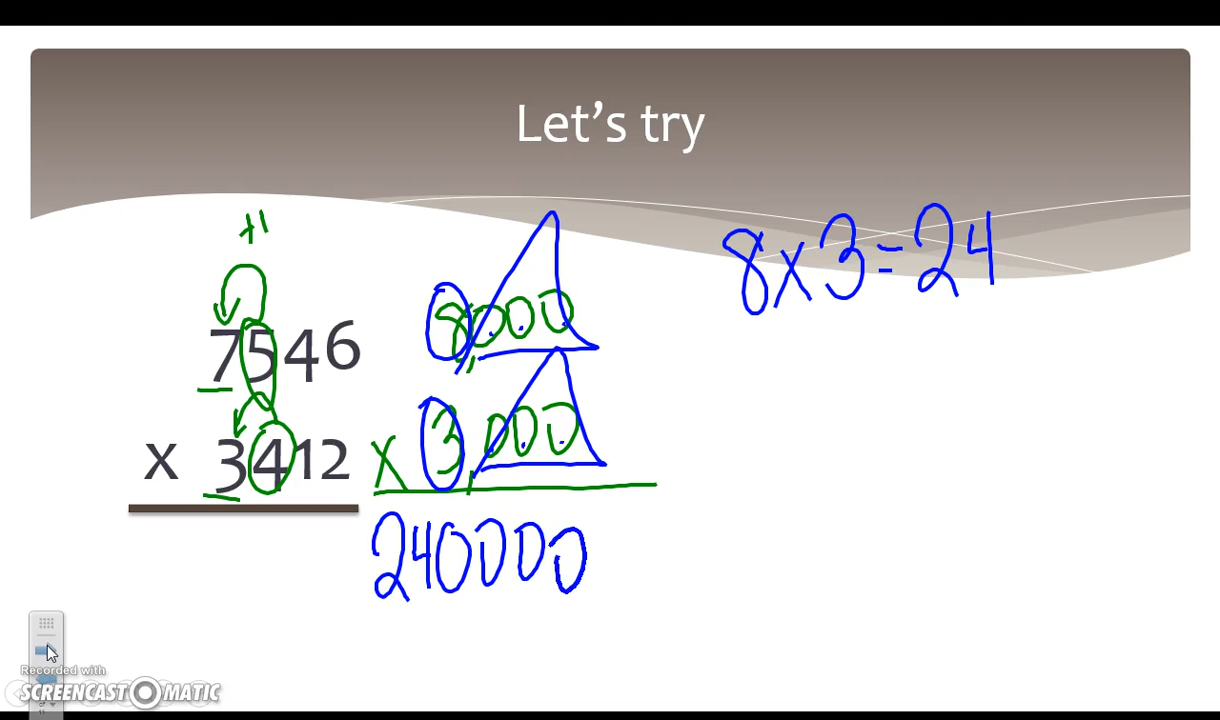 Let's try
8x3=24
+1
7546
8,000
x 3412
x 3,000
240000
Recorded with
SCREENCAST-O-MATIC